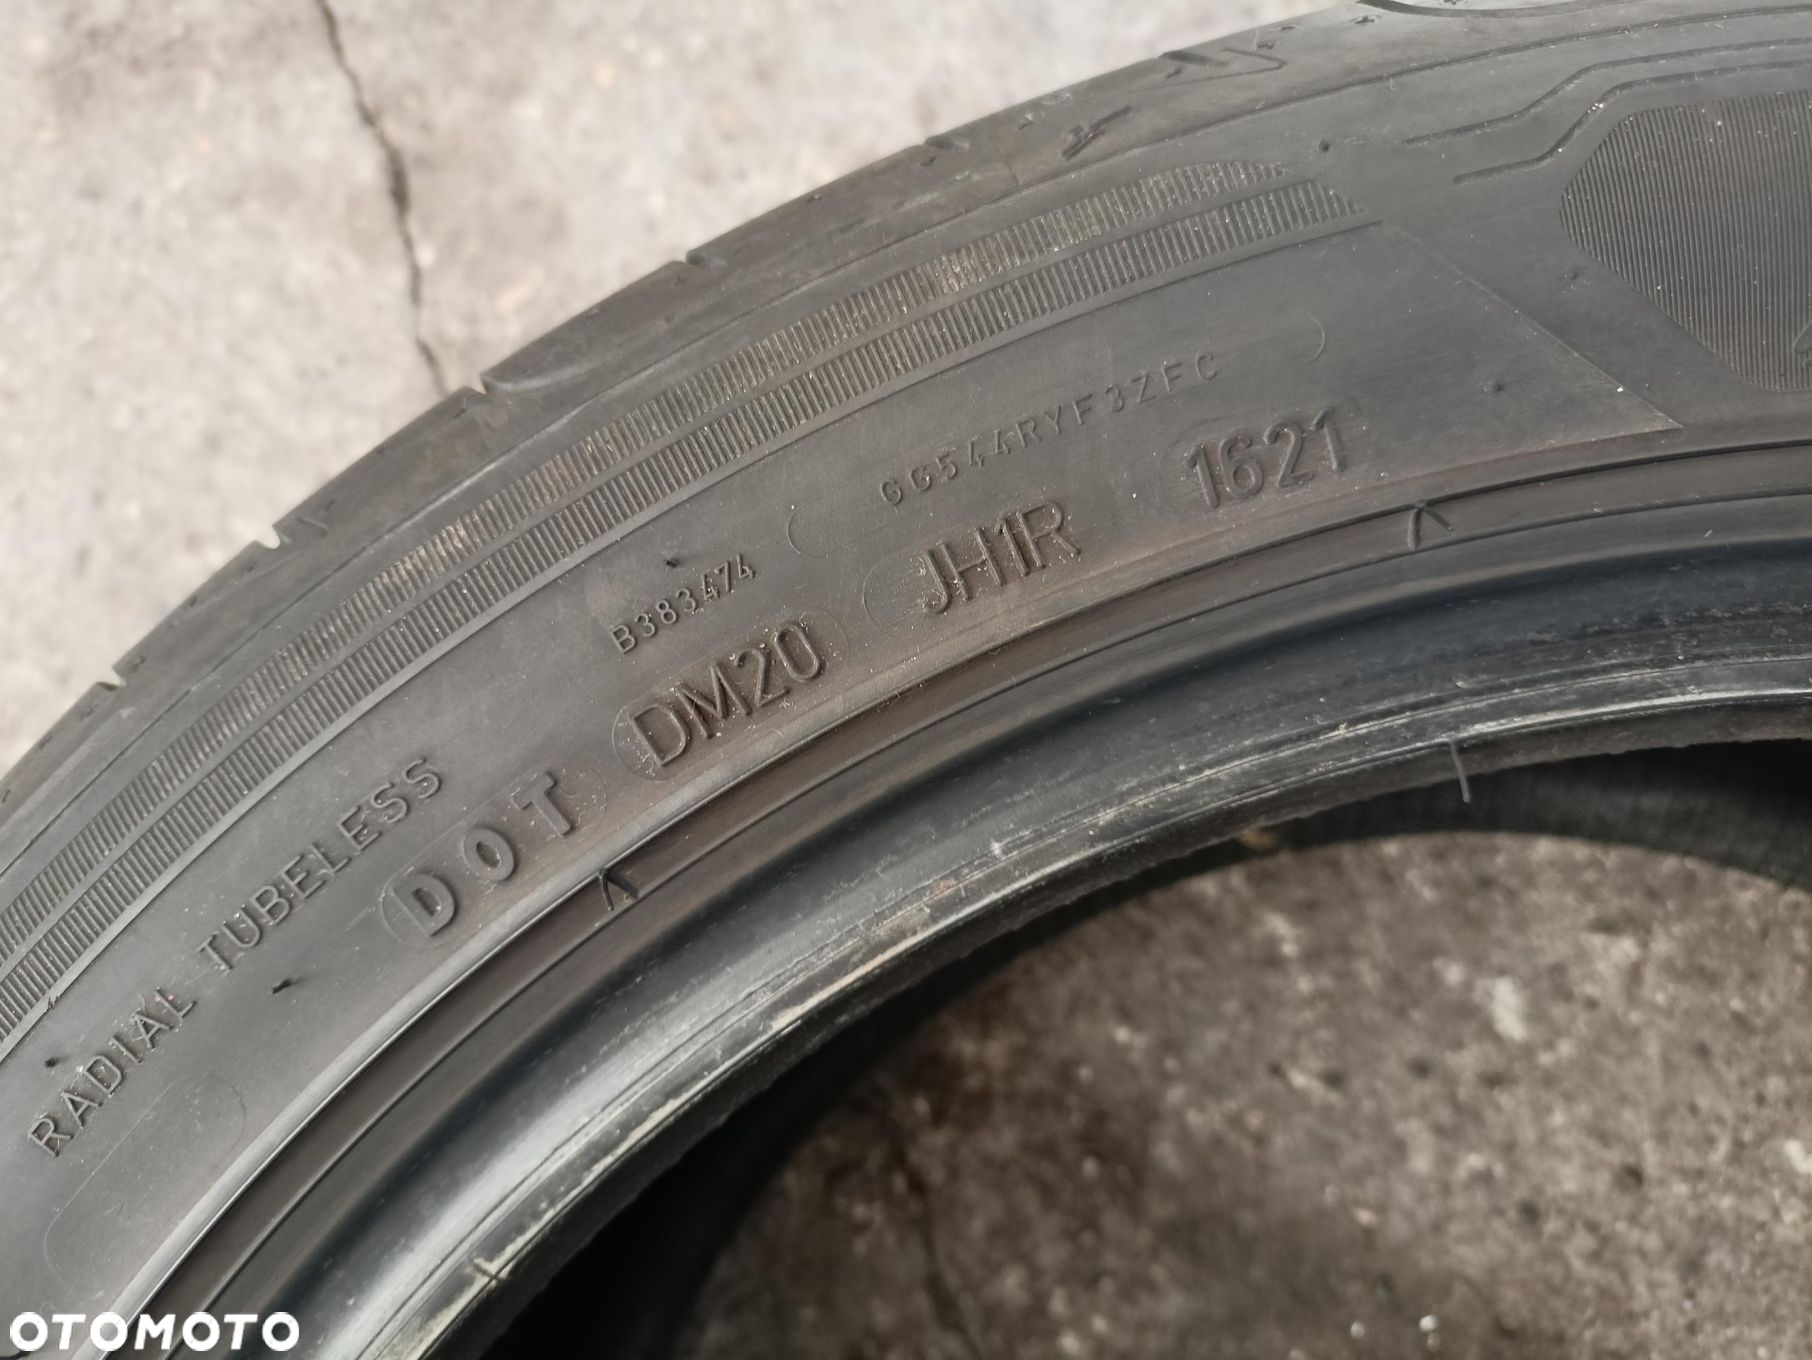 GG544RYF3ZFC
B383474
RADIAL TUBELESS
DOT DM20 JH1R 1621
OTOMOTO